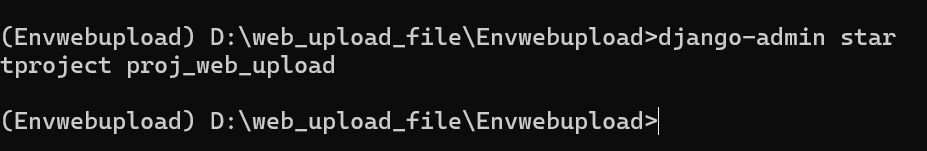 (Envwebupload) D:\web_upload_file\Envwebupload>django-admin star
tproject proj_web_upload
(Envwebupload) D:\web_upload_file\Envwebupload>